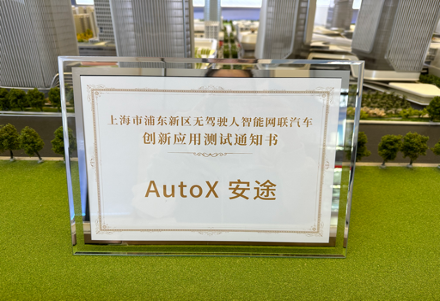 上海市浦东新区无驾驶人智能网联汽车
创新应用测试通知书
AutoX 安途